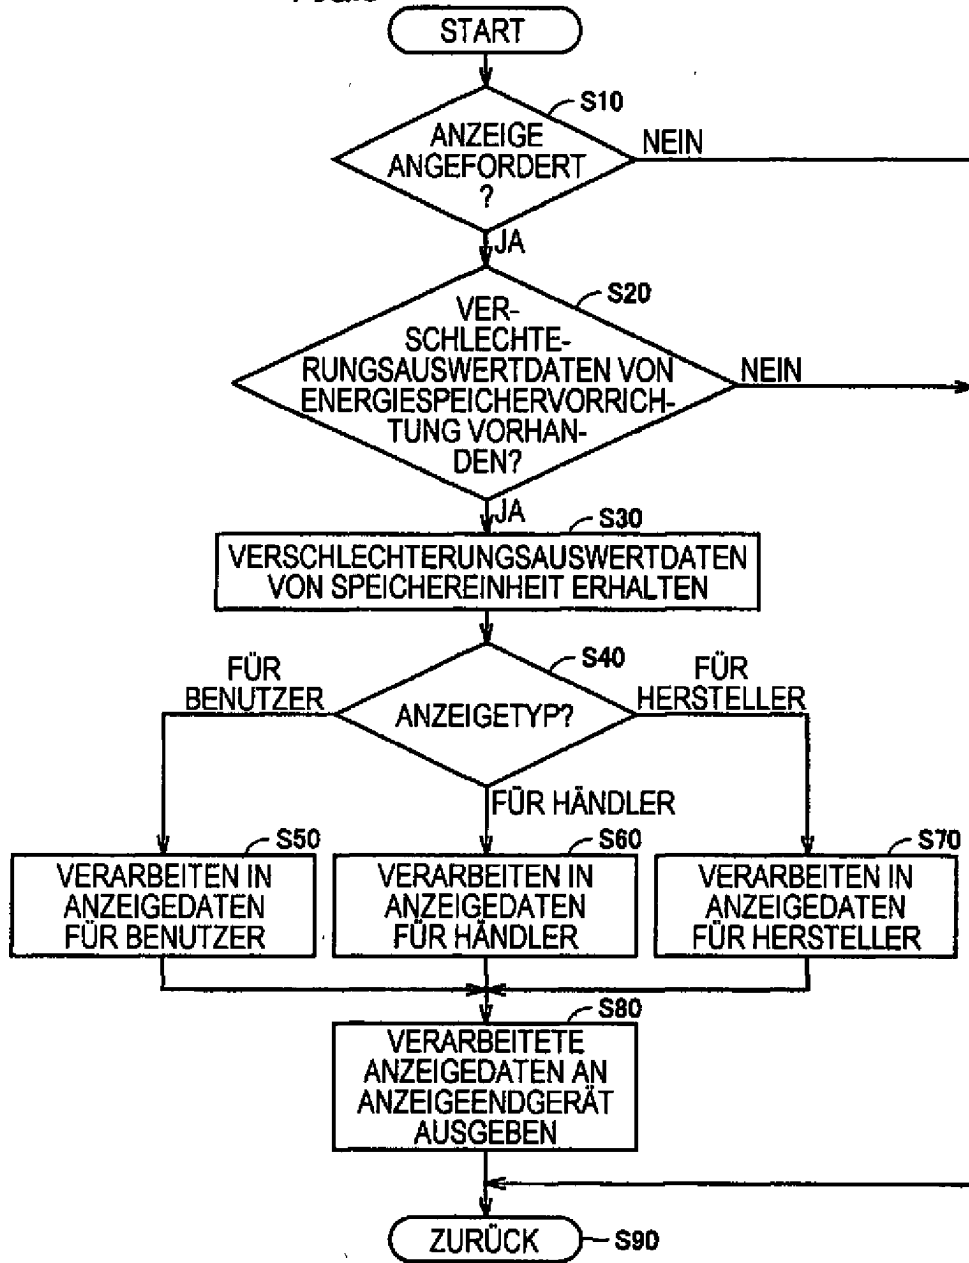 START
S10
ANZEIGE
ANGEFORDERT
?
NEIN
JA
S20
VER-
SCHLECHTE-
RUNGSAUSWERTDATEN VON
ENERGIESPEICHERVORRICH-
TUNG VORHAN-
DEN?
NEIN
JA
S30
VERSCHLECHTERUNGSAUSWERTDATEN
VON SPEICHEREINHEIT ERHALTEN
S40
ANZEIGETYP?
FÜR
BENUTZER
FÜR
HERSTELLER
FÜR HÄNDLER
S50
VERARBEITEN IN
ANZEIGEDATEN
FÜR BENUTZER
S60
VERARBEITEN IN
ANZEIGEDATEN
FÜR HÄNDLER
S70
VERARBEITEN IN
ANZEIGEDATEN
FÜR HERSTELLER
S80
VERARBEITETE
ANZEIGEDATEN AN
ANZEIGEENDGERÄT
AUSGEBEN
ZURÜCK
S90